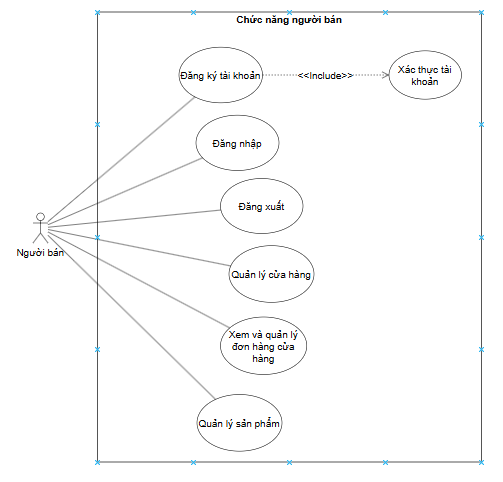 Chức năng người bán
Đăng ký tài khoản
<<Include>>
Xác thực tài
khoản
Đăng nhập
Đăng xuất
Người bán
Quản lý cửa hàng
Xem và quản lý
đơn hàng cửa
hàng
Quản lý sản phẩm